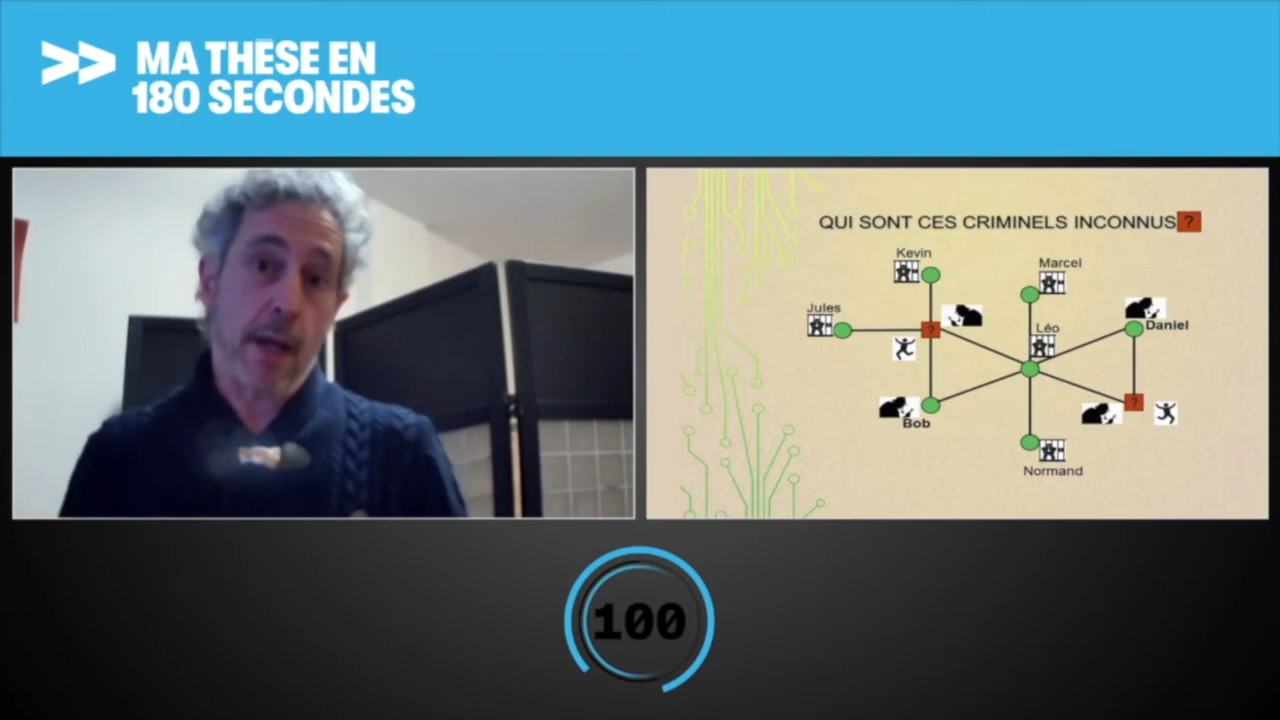 MA THÈSE EN
180 SECONDES
QUI SONT CES CRIMINELS INCONNUS ?
Kevin
Marcel
Jules
?
Léo
Daniel
Bob
?
Normand
100